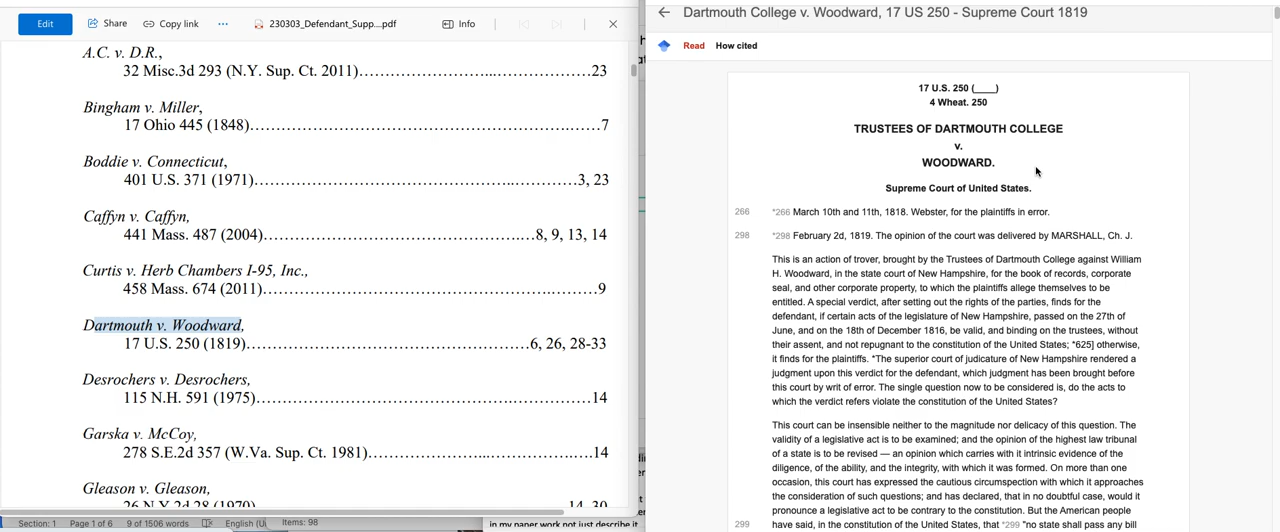 Edit
Share
Copy link
...
230303_Defendant_Supp...pdf
Info
A.C. v. D.R.,
32 Misc.3d 293 (N.Y. Sup. Ct. 2011)……………………...………………23
Bingham v. Miller,
17 Ohio 445 (1848)……………………………………………………7
Boddie v. Connecticut,
401 U.S. 371 (1971)……………………………………………3, 23
Caffyn v. Caffyn,
441 Mass. 487 (2004)……………………………………8, 9, 13, 14
Curtis v. Herb Chambers I-95, Inc.,
458 Mass. 674 (2011)……………………………………………………9
Dartmouth v. Woodward,
17 U.S. 250 (1819)……………………………………6, 26, 28-33
Desrochers v. Desrochers,
115 N.H. 591 (1975)……………………………………………………14
Garska v. McCoy,
278 S.E.2d 357 (W.Va. Sup. Ct. 1981)……………………………14
Gleason v. Gleason,
26 N.Y.2d 28 (1970)……………………………………14, 30
Section: 1 Page 1 of 6 9 of 1506 words English (U Items: 98
in my paper work not just describe it
Dartmouth College v. Woodward, 17 US 250 - Supreme Court 1819
Read How cited
17 U.S. 250 (____)
4 Wheat. 250
TRUSTEES OF DARTMOUTH COLLEGE
v.
WOODWARD.
Supreme Court of United States.
266 *266 March 10th and 11th, 1818. Webster, for the plaintiffs in error.
298 *298 February 2d, 1819. The opinion of the court was delivered by MARSHALL, Ch. J.
This is an action of trover, brought by the Trustees of Dartmouth College against William
H. Woodward, in the state court of New Hampshire, for the book of records, corporate
seal, and other corporate property, to which the plaintiffs allege themselves to be
entitled. A special verdict, after setting out the rights of the parties, finds for the
defendant, if certain acts of the legislature of New Hampshire, passed on the 27th of
June, and on the 18th of December 1816, be valid, and binding on the trustees, without
their assent, and not repugnant to the constitution of the United States; *625] otherwise,
it finds for the plaintiffs. *The superior court of judicature of New Hampshire rendered a
judgment upon this verdict for the defendant, which judgment has been brought before
this court by writ of error. The single question now to be considered is, do the acts to
which the verdict refers violate the constitution of the United States?
This court can be insensible neither to the magnitude nor delicacy of this question. The
validity of a legislative act is to be examined; and the opinion of the highest law tribunal
of a state is to be revised — an opinion which carries with it intrinsic evidence of the
diligence, of the ability, and the integrity, with which it was formed. On more than one
occasion, this court has expressed the cautious circumspection with which it approaches
the consideration of such questions; and has declared, that in no doubtful case, would it
pronounce a legislative act to be contrary to the constitution. But the American people
299 have said, in the constitution of the United States, that *299 "no state shall pass any bill